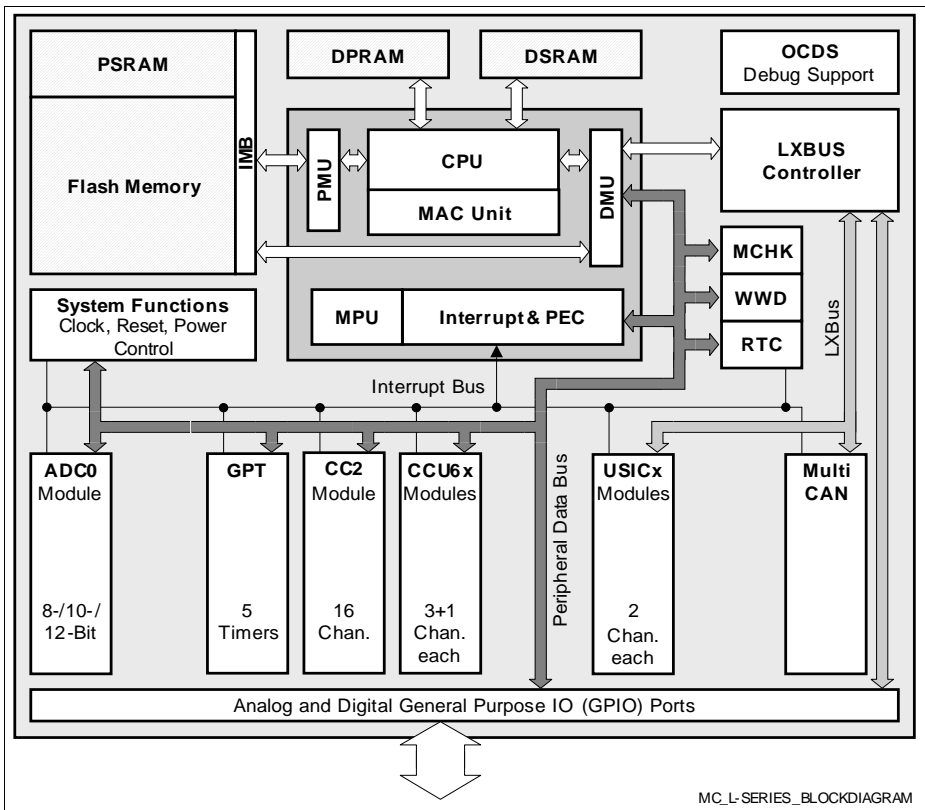 PSRAM
Flash Memory
IMB
DPRAM
DSRAM
OCDS
Debug Support
PMU
CPU
MAC Unit
DMU
LXBUS
Controller
MPU
Interrupt & PEC
MCHK
WWD
RTC
LXBus
System Functions
Clock, Reset, Power
Control
Interrupt Bus
Peripheral Data Bus
ADC0
Module
8-/10-/
12-Bit
GPT
5
Timers
CC2
Module
16
Chan.
CCU6x
Modules
3+1
Chan.
each
USICx
Modules
2
Chan.
each
Multi
CAN
Analog and Digital General Purpose IO (GPIO) Ports
MC_L-SERIES_BLOCKDIAGRAM